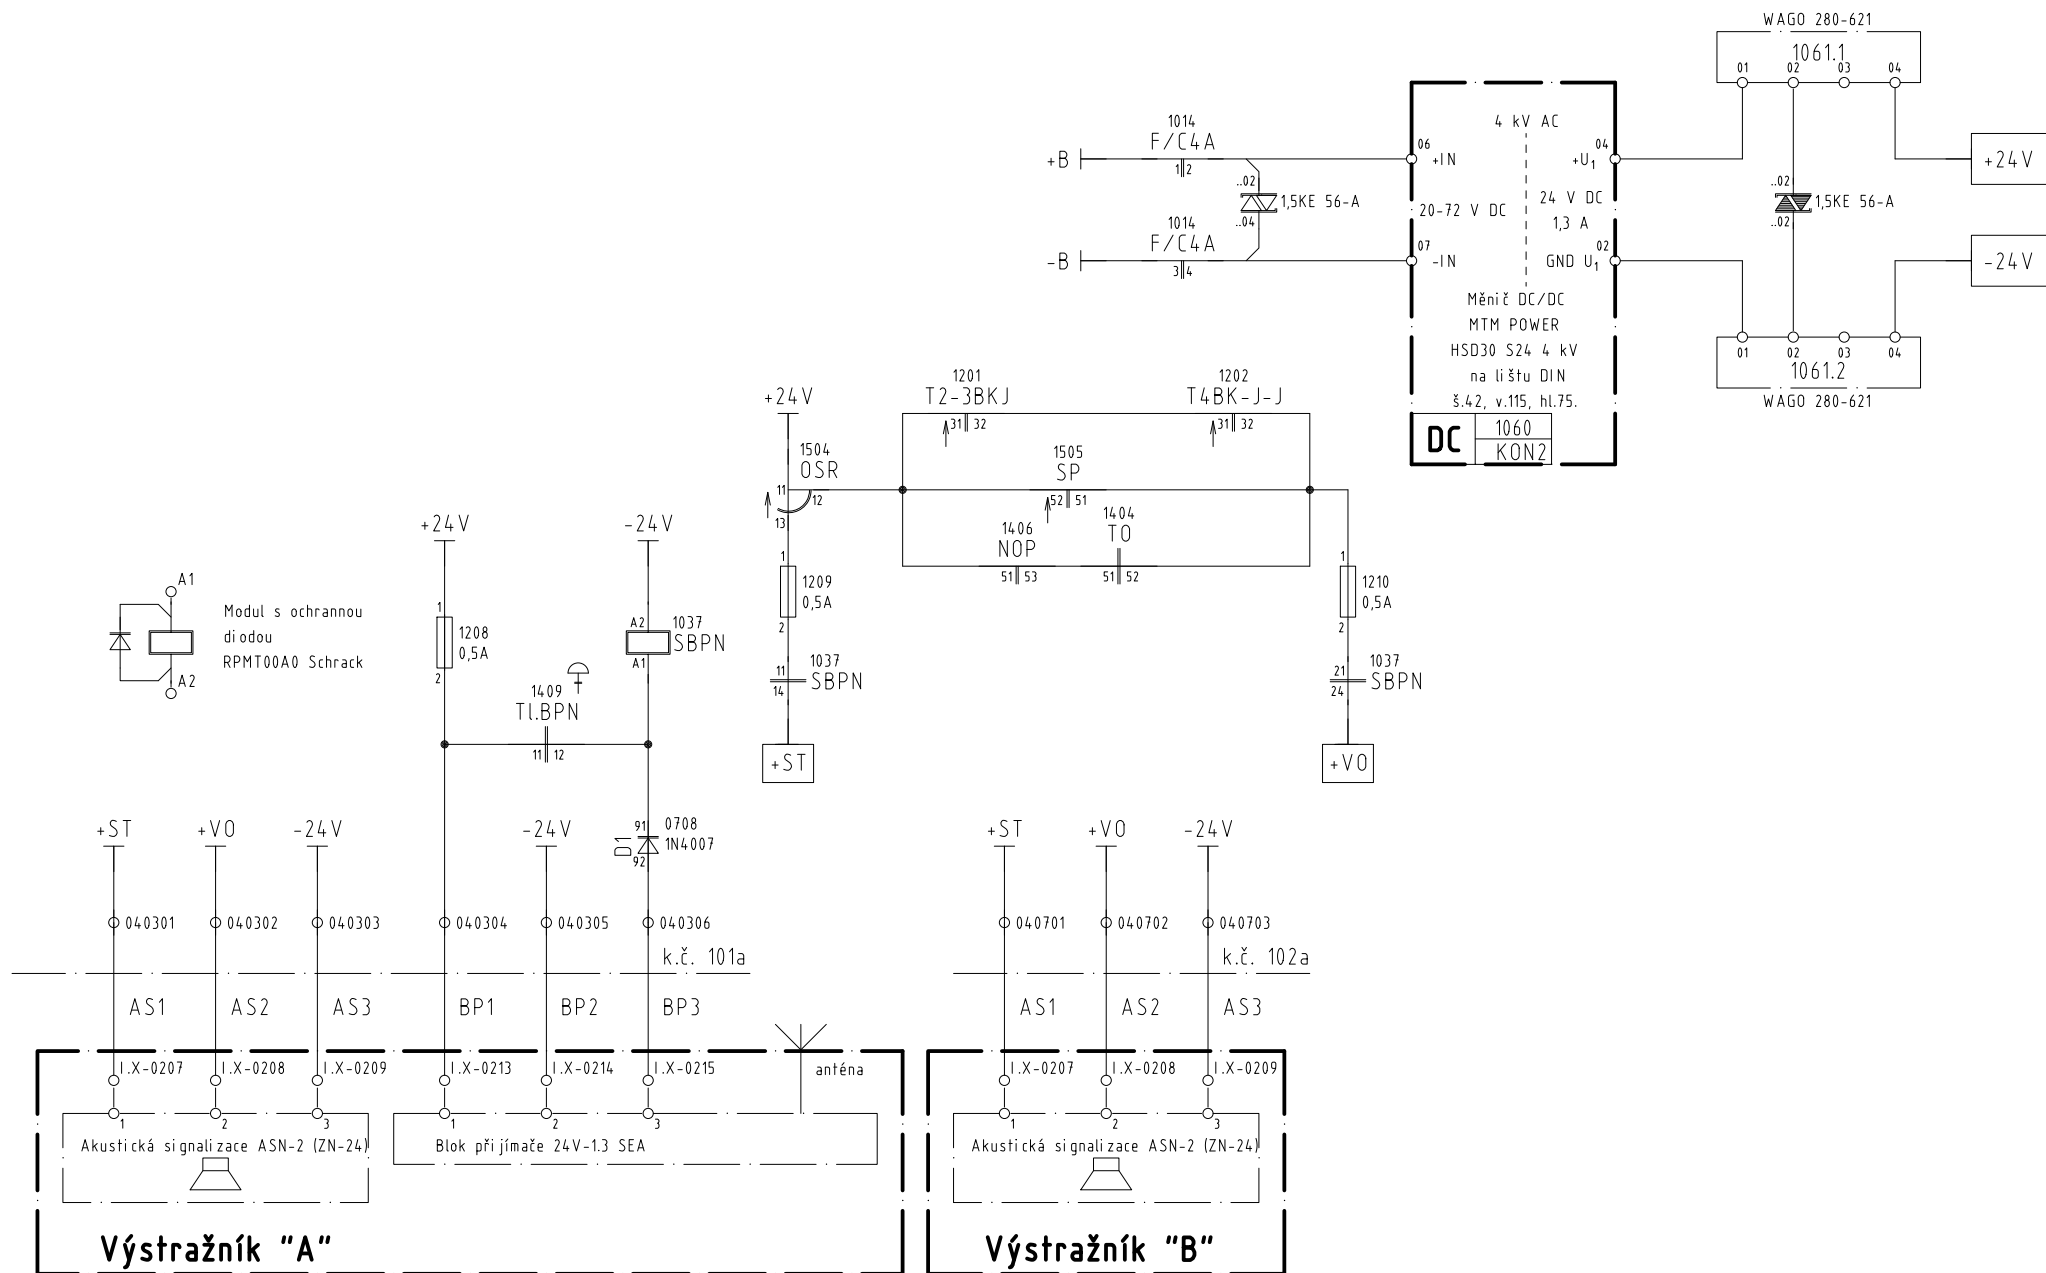 WAGO 280-621
1061.1
01 02 03 04
1014
F/C4A
+B
1 2
..02
1,5KE 56-A
..04
1014
F/C4A
-B
3 4
4 kV AC
06
+IN
04
+U1
20-72 V DC
24 V DC
1,3 A
07
-IN
02
GND U1
Měnič DC/DC
MTM POWER
HSD30 S24 4 kV
na lištu DIN
š.42, v.115, hl.75.
DC
1060
KON2
..02
1,5KE 56-A
..02
+24V
-24V
01 02 03 04
1061.2
WAGO 280-621
+24V
1504
OSR
11
12
13
1201
T2-3BKJ
31 32
1202
T4BK-J-J
31 32
1505
SP
52 51
1406
NOP
51 53
1404
TO
51 52
1
1209
0,5A
2
11
14
1037
SBPN
+ST
1
1210
0,5A
2
21
24
1037
SBPN
+VO
A1
Modul s ochrannou
diodou
RPMT00A0 Schrack
A2
+24V
1
1208
0,5A
2
-24V
A2
A1
1037
SBPN
1409
Tl.BPN
11 12
D1
91
92
0708
1N4007
+ST
+VO
-24V
-24V
040301
040302
040303
040304
040305
040306
k.č. 101a
AS1
AS2
AS3
BP1
BP2
BP3
I.X-0207
I.X-0208
I.X-0209
I.X-0213
I.X-0214
I.X-0215
anténa
1 2 3
1 2 3
Akustická signalizace ASN-2 (ZN-24)
Blok přijímače 24V-1.3 SEA
Výstražník "A"
+ST
+VO
-24V
040701
040702
040703
k.č. 102a
AS1
AS2
AS3
I.X-0207
I.X-0208
I.X-0209
1 2 3
Akustická signalizace ASN-2 (ZN-24)
Výstražník "B"